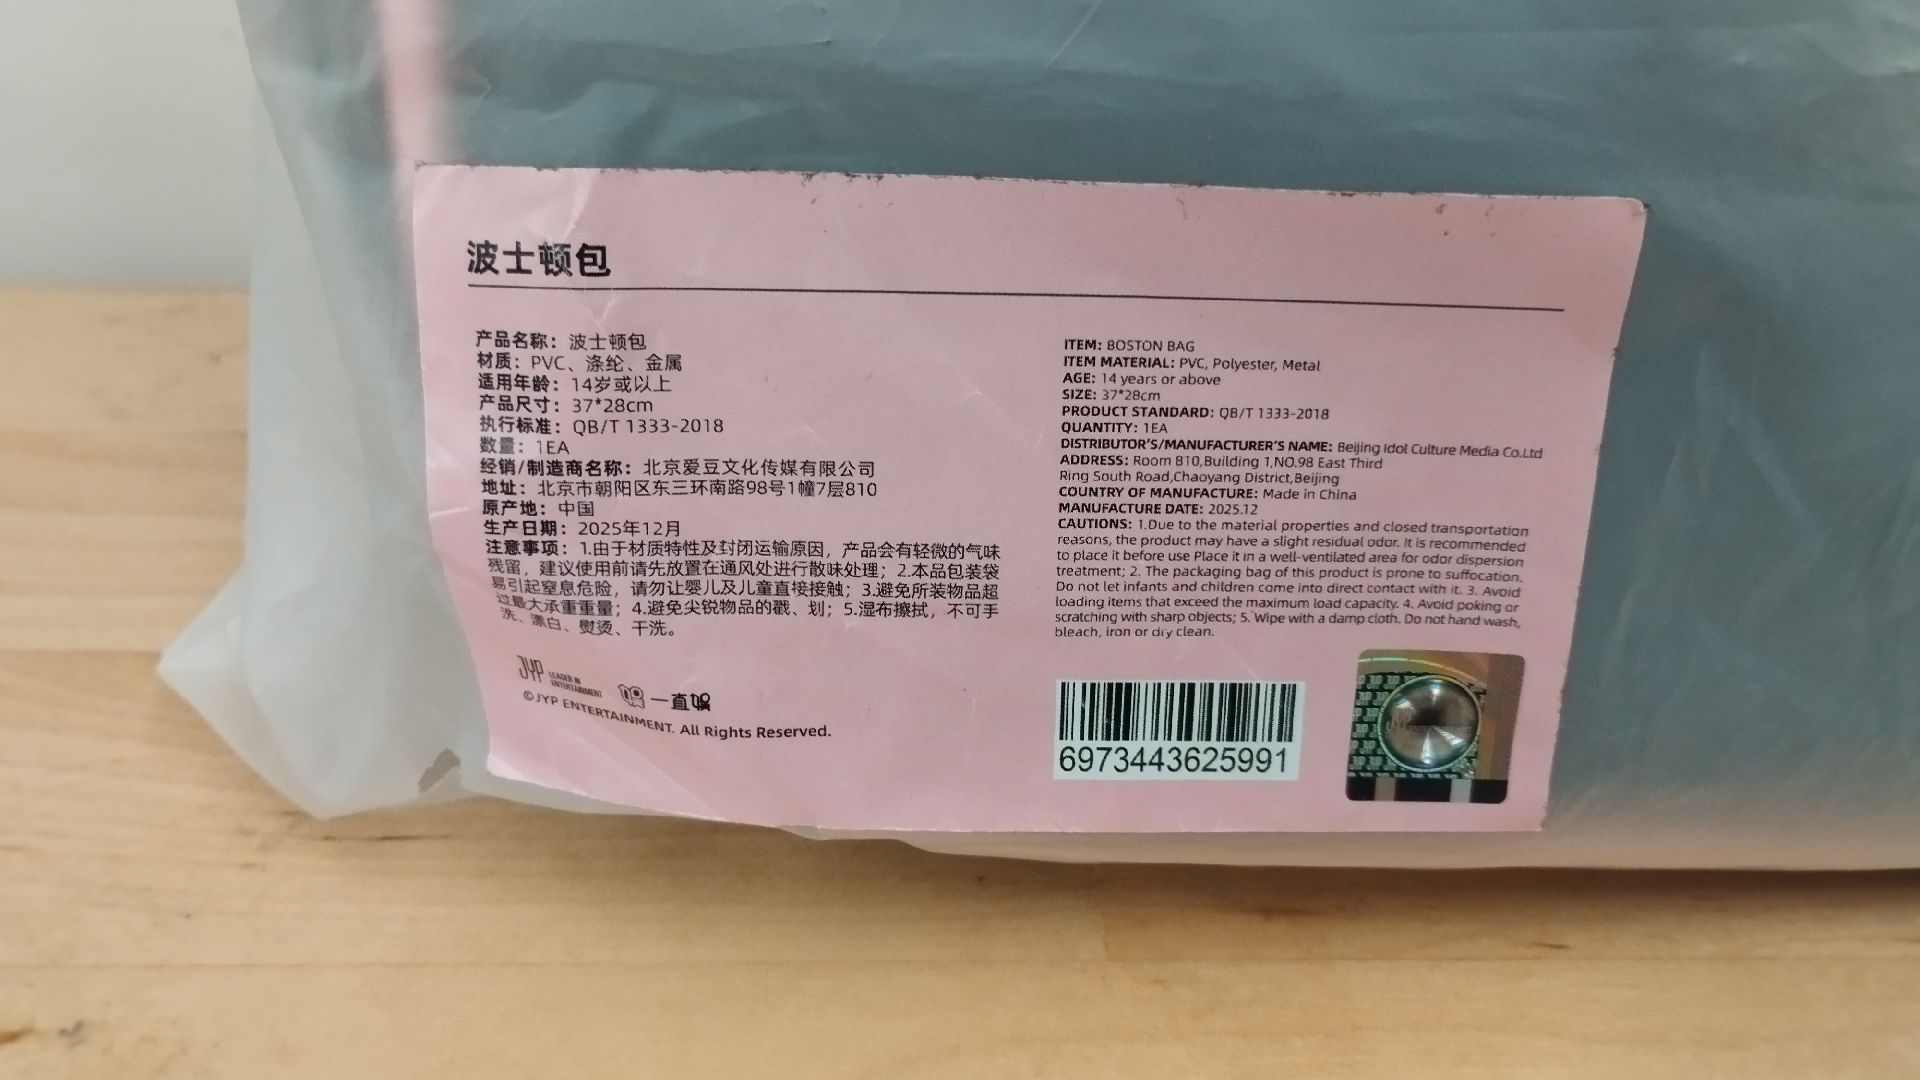 波士顿包
产品名称：波士顿包
材质：PVC、涤纶、金属
适用年龄：14岁或以上
产品尺寸：37*28cm
执行标准：QB/T 1333-2018
数量：1EA
经销/制造商名称：北京爱豆文化传媒有限公司
地址：北京市朝阳区东三环南路98号1幢7层810
原产地：中国
生产日期：2025年12月
注意事项：1.由于材质特性及封闭运输原因，产品会有轻微的气味
残留，建议使用前请先放置在通风处进行散味处理；2.本品包装袋
易引起窒息危险，请勿让婴儿及儿童直接接触；3.避免所装物品超
过最大承重重量；4.避免尖锐物品的戳、划；5.湿布擦拭，不可手
洗、漂白、熨烫、干洗。
JYP LEADER IN
ENTERTAINMENT
一直娱
©JYP ENTERTAINMENT. All Rights Reserved.
ITEM: BOSTON BAG
ITEM MATERIAL: PVC, Polyester, Metal
AGE: 14 years or above
SIZE: 37*28cm
PRODUCT STANDARD: QB/T 1333-2018
QUANTITY: 1EA
DISTRIBUTOR'S/MANUFACTURER'S NAME: Beijing Idol Culture Media Co.Ltd
ADDRESS: Room 810,Building 1,NO.98 East Third
Ring South Road,Chaoyang District,Beijing
COUNTRY OF MANUFACTURE: Made in China
MANUFACTURE DATE: 2025.12
CAUTIONS: 1.Due to the material properties and closed transportation
reasons, the product may have a slight residual odor. It is recommended
to place it before use Place it in a well-ventilated area for odor dispersion
treatment; 2. The packaging bag of this product is prone to suffocation.
Do not let infants and children come into direct contact with it. 3. Avoid
loading items that exceed the maximum load capacity. 4. Avoid poking or
scratching with sharp objects; 5. Wipe with a damp cloth. Do not hand wash,
bleach, iron or dry clean.
6973443625991